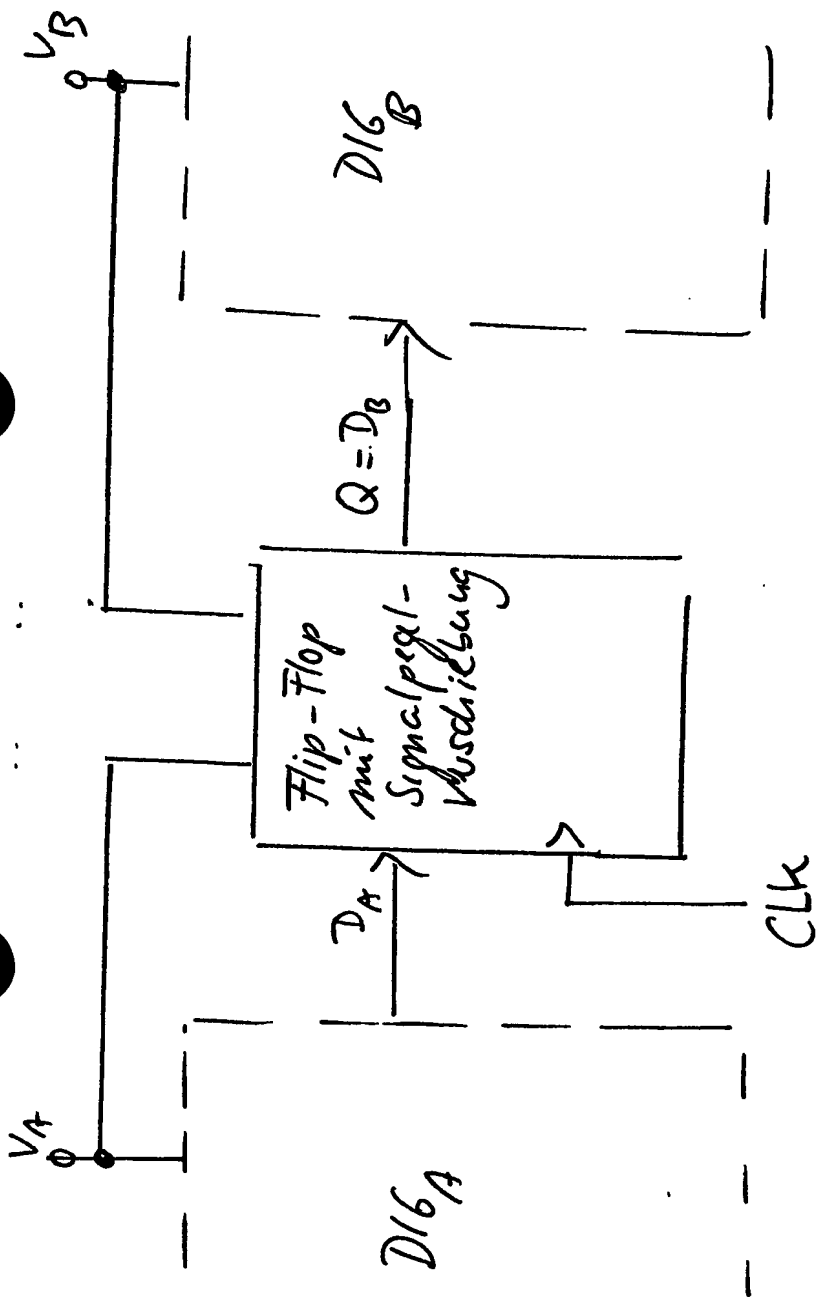 V_A
V_B
DIG_A
D_A
Flip-Flop
mit
Signalpegel-
verschiebung
Q = D_B
DIG_B
CLK